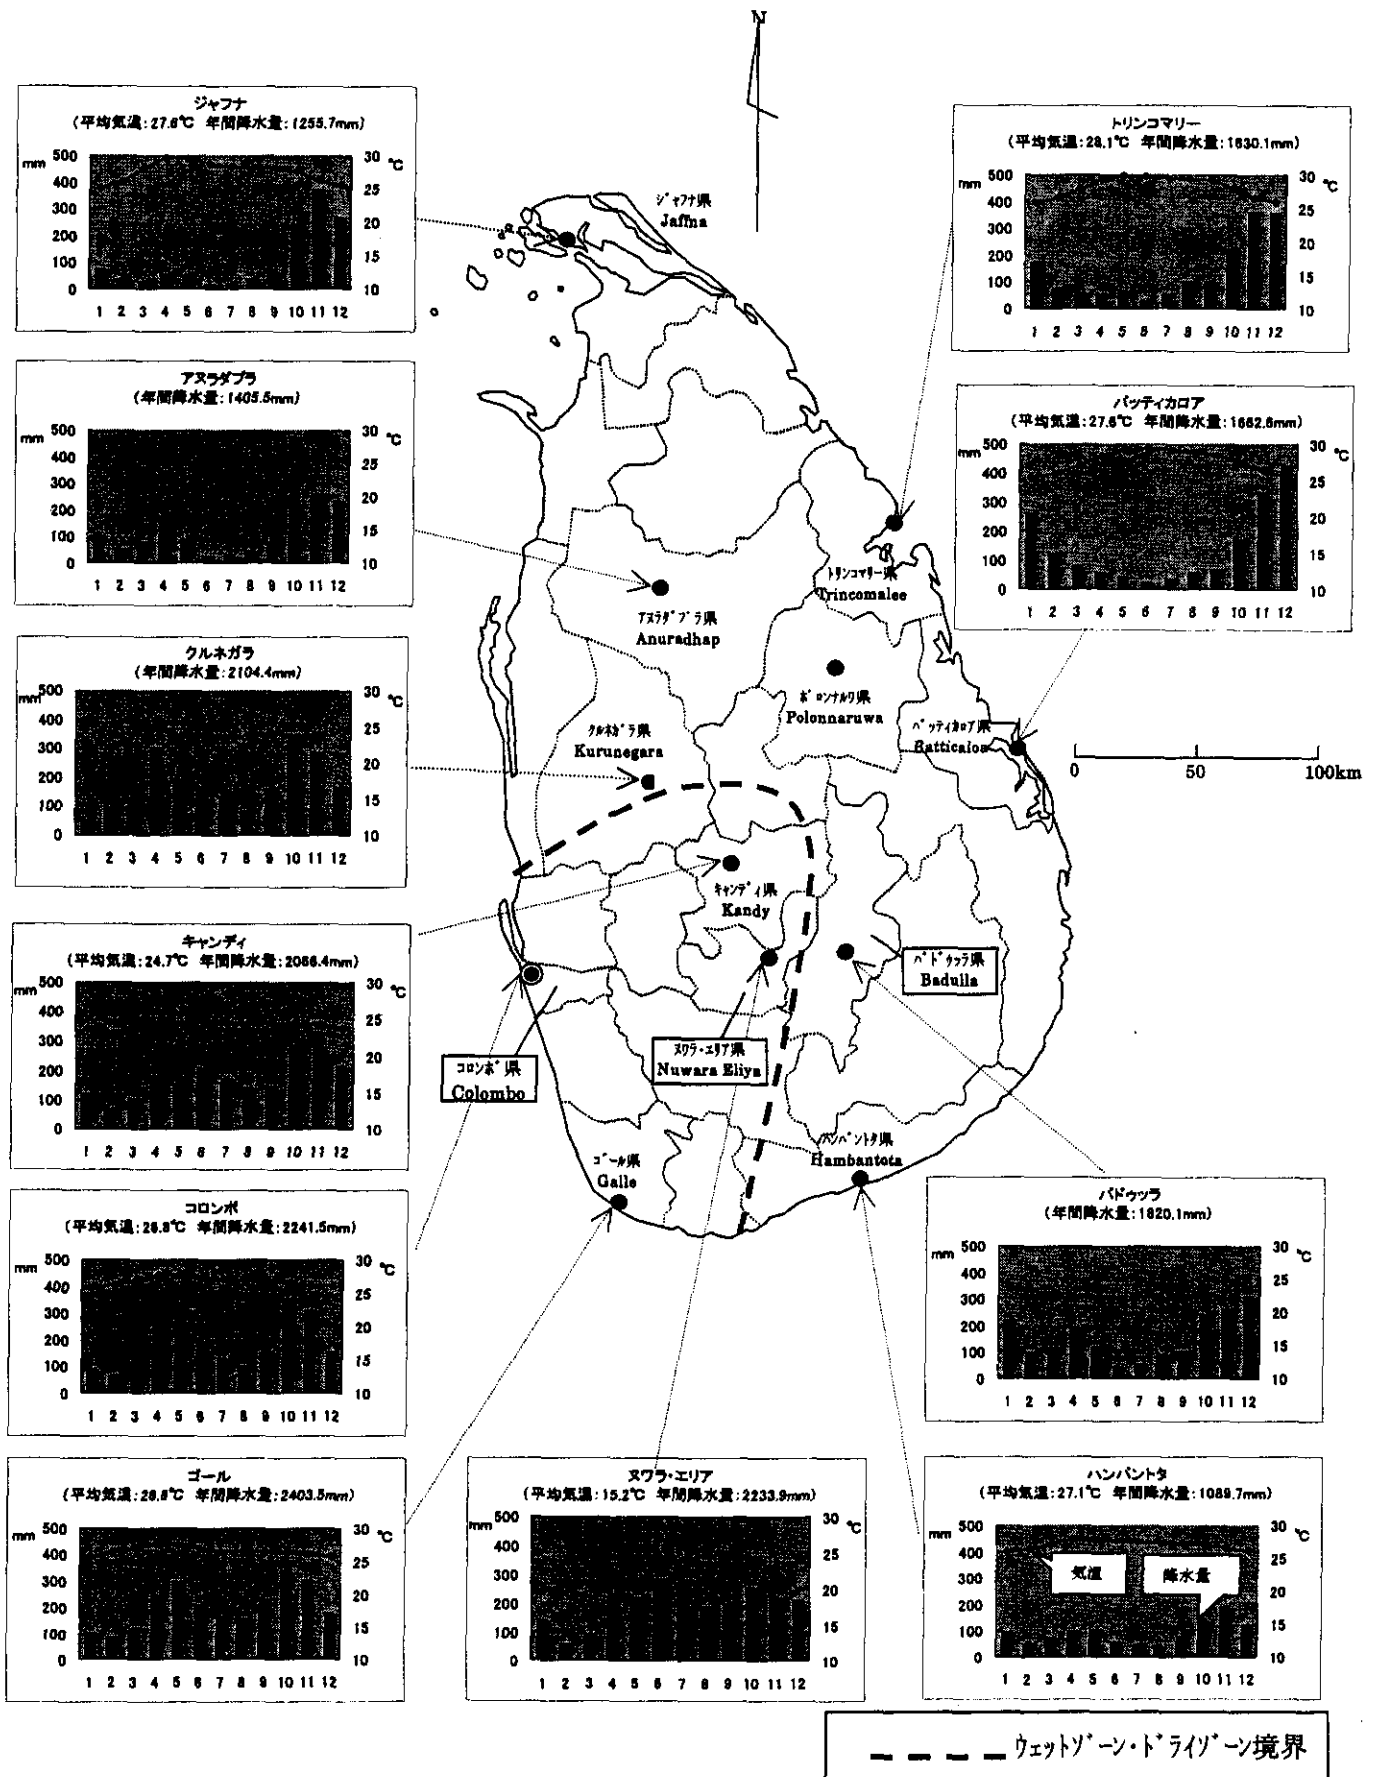 N
ジャフナ
(平均気温:27.6℃ 年間降水量:1255.7mm)
mm 500 400 300 200 100 0
30 25 20 15 10 ℃
1 2 3 4 5 6 7 8 9 10 11 12
トリンコマリー
(平均気温:28.1℃ 年間降水量:1630.1mm)
mm 500 400 300 200 100 0
30 25 20 15 10 ℃
1 2 3 4 5 6 7 8 9 10 11 12
ジャフナ県
Jaffna
アヌラダプラ
(年間降水量:1405.5mm)
mm 500 400 300 200 100 0
30 25 20 15 10 ℃
1 2 3 4 5 6 7 8 9 10 11 12
バッティカロア
(平均気温:27.6℃ 年間降水量:1662.6mm)
mm 500 400 300 200 100 0
30 25 20 15 10 ℃
1 2 3 4 5 6 7 8 9 10 11 12
トリンコマリー県
Trincomalee
アヌラダプラ県
Anuradhap
クルネガラ
(年間降水量:2104.4mm)
mm 500 400 300 200 100 0
30 25 20 15 10 ℃
1 2 3 4 5 6 7 8 9 10 11 12
ポロンナルワ県
Polonnaruwa
クルネガラ県
Kurunegara
バッティカロア県
Batticaloa
0 50 100km
キャンディ県
Kandy
キャンディ
(平均気温:24.7℃ 年間降水量:2086.4mm)
mm 500 400 300 200 100 0
30 25 20 15 10 ℃
1 2 3 4 5 6 7 8 9 10 11 12
バドゥッラ県
Badulla
ヌワラ・エリア県
Nuwara Eliya
コロンボ県
Colombo
ハンバントタ県
Hambantota
ゴール県
Galle
コロンボ
(平均気温:26.8℃ 年間降水量:2241.5mm)
mm 500 400 300 200 100 0
30 25 20 15 10 ℃
1 2 3 4 5 6 7 8 9 10 11 12
バドゥッラ
(年間降水量:1820.1mm)
mm 500 400 300 200 100 0
30 25 20 15 10 ℃
1 2 3 4 5 6 7 8 9 10 11 12
ゴール
(平均気温:26.6℃ 年間降水量:2403.5mm)
mm 500 400 300 200 100 0
30 25 20 15 10 ℃
1 2 3 4 5 6 7 8 9 10 11 12
ヌワラ・エリア
(平均気温:15.2℃ 年間降水量:2233.9mm)
mm 500 400 300 200 100 0
30 25 20 15 10 ℃
1 2 3 4 5 6 7 8 9 10 11 12
ハンバントタ
(平均気温:27.1℃ 年間降水量:1089.7mm)
mm 500 400 300 200 100 0
30 25 20 15 10 ℃
気温
降水量
1 2 3 4 5 6 7 8 9 10 11 12
ウェットゾーン・ドライゾーン境界